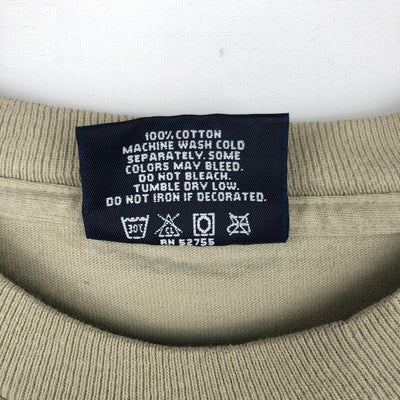 100% COTTON
MACHINE WASH COLD
SEPARATELY. SOME
COLORS MAY BLEED.
DO NOT BLEACH.
TUMBLE DRY LOW.
DO NOT IRON IF DECORATED.
30° CL
RN 52755